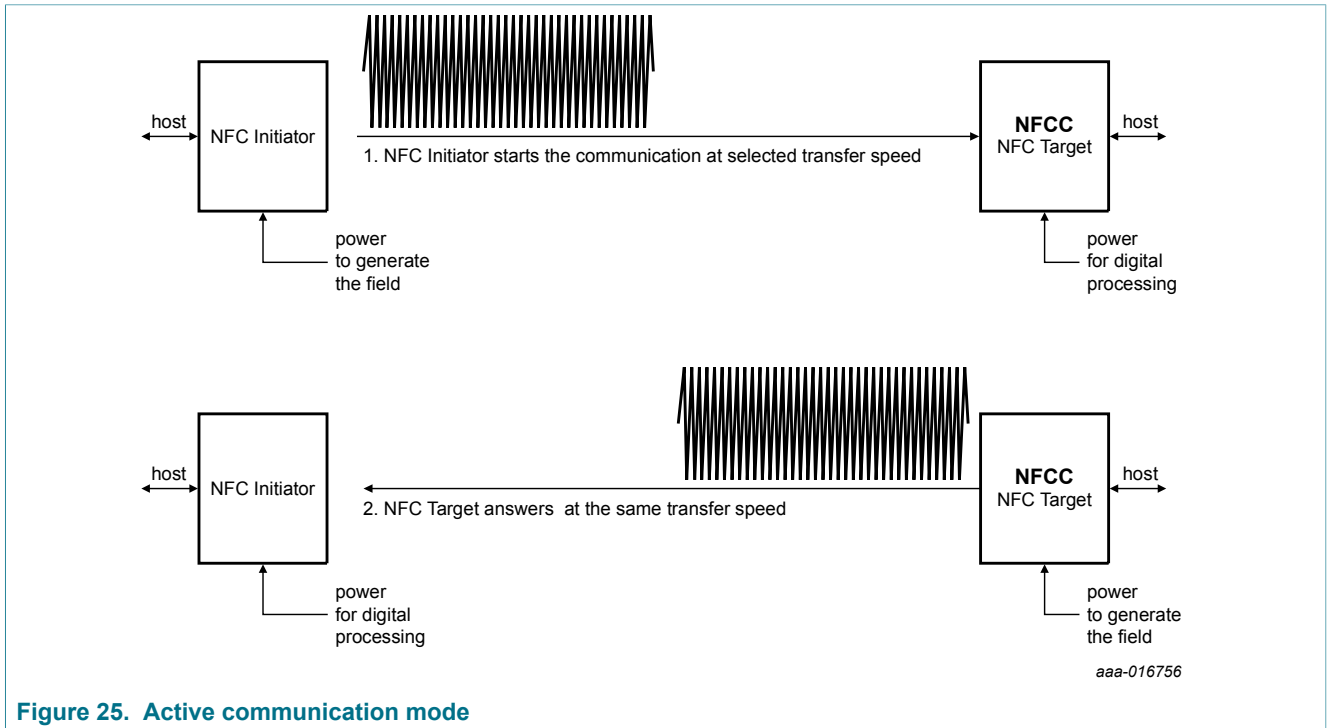 host
NFC Initiator
1. NFC Initiator starts the communication at selected transfer speed
NFCC
NFC Target
host
power
to generate
the field
power
for digital
processing
host
NFC Initiator
2. NFC Target answers at the same transfer speed
NFCC
NFC Target
host
power
for digital
processing
power
to generate
the field
aaa-016756
Figure 25. Active communication mode